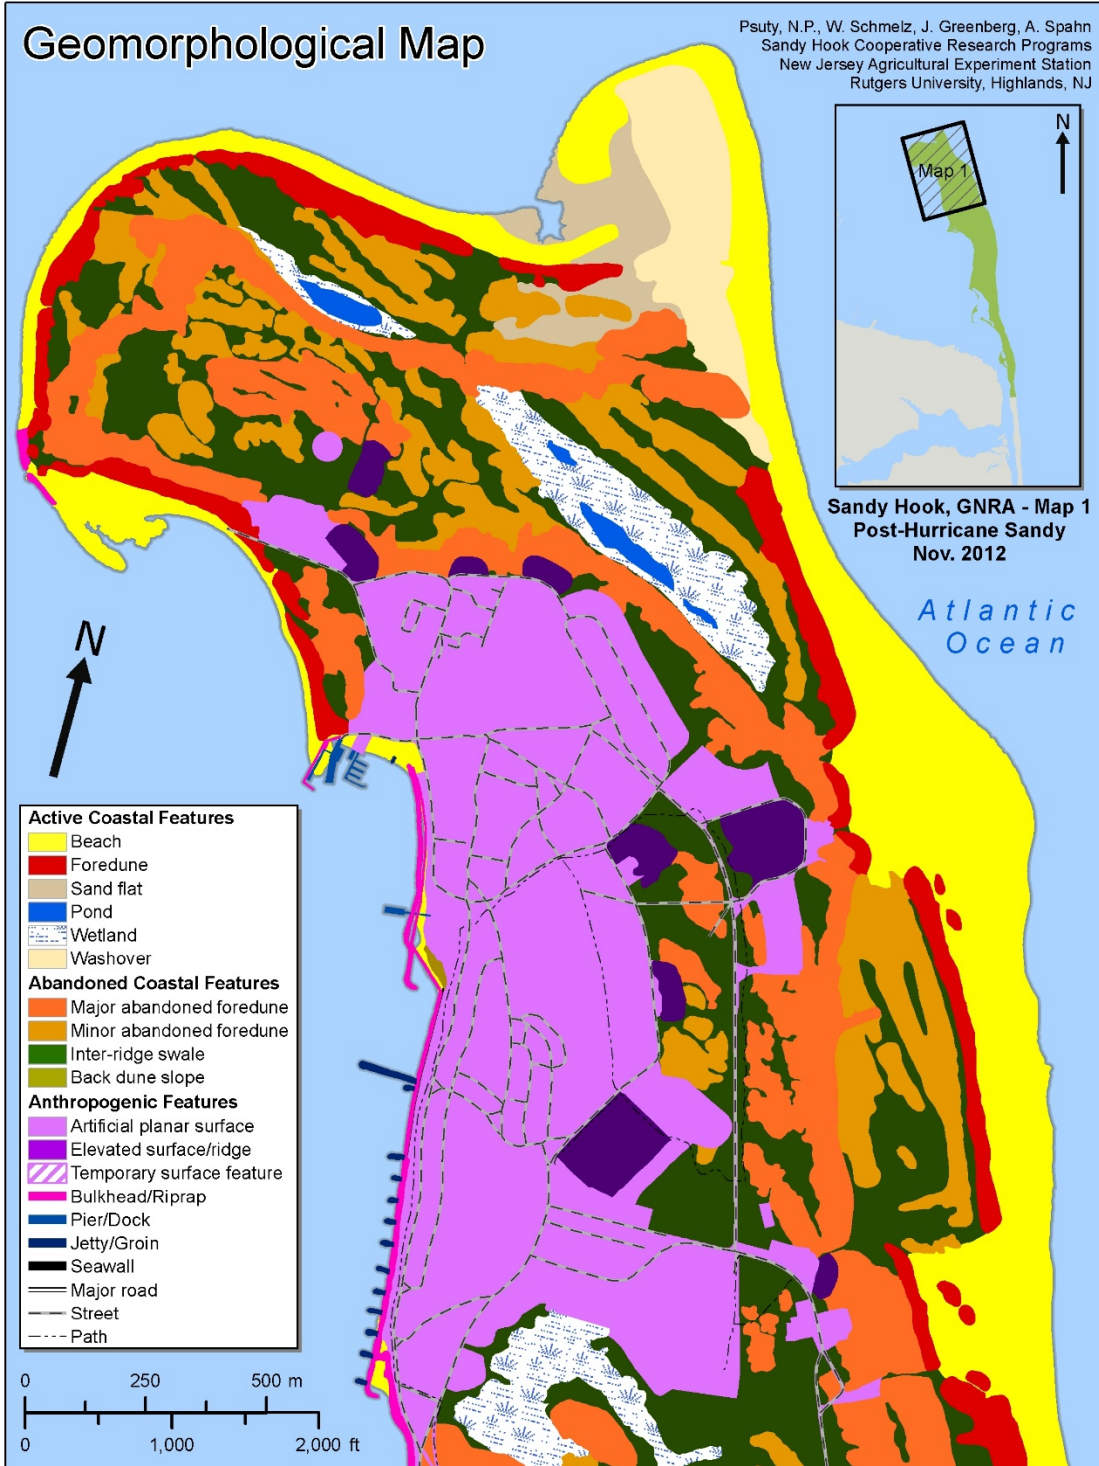 Geomorphological Map
Psuty, N.P., W. Schmelz, J. Greenberg, A. Spahn
Sandy Hook Cooperative Research Programs
New Jersey Agricultural Experiment Station
Rutgers University, Highlands, NJ
N
Map 1
Sandy Hook, GNRA - Map 1
Post-Hurricane Sandy
Nov. 2012
Atlantic
Ocean
N
Active Coastal Features
Beach
Foredune
Sand flat
Pond
Wetland
Washover
Abandoned Coastal Features
Major abandoned foredune
Minor abandoned foredune
Inter-ridge swale
Back dune slope
Anthropogenic Features
Artificial planar surface
Elevated surface/ridge
Temporary surface feature
Bulkhead/Riprap
Pier/Dock
Jetty/Groin
Seawall
Major road
Street
Path
0 250 500 m
0 1,000 2,000 ft